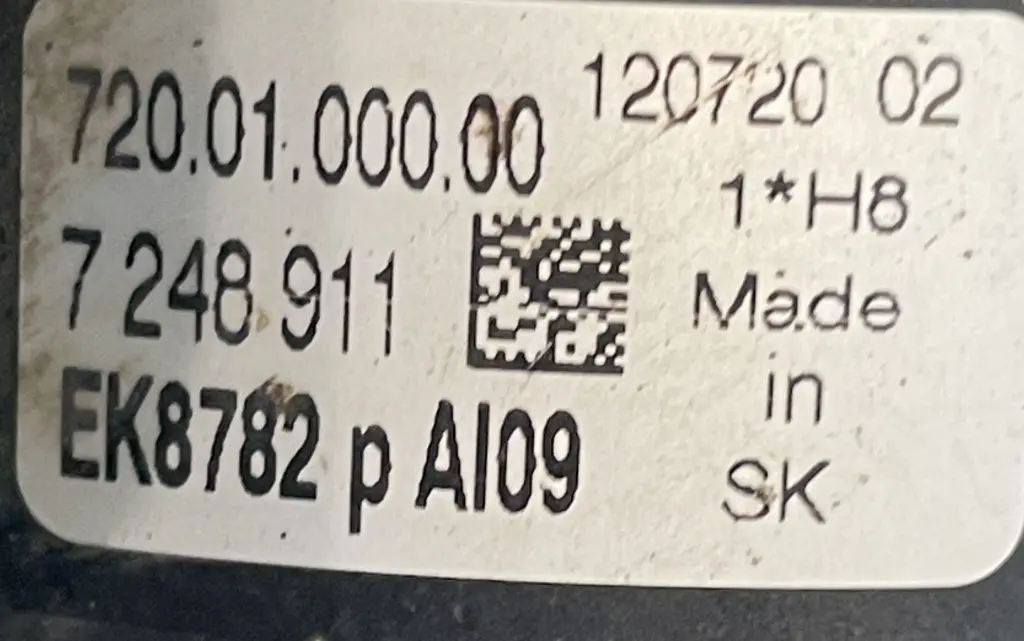 720.01.000.00
120720 02
7 248 911
1*H8
Made
in
SK
EK8782 p AI09